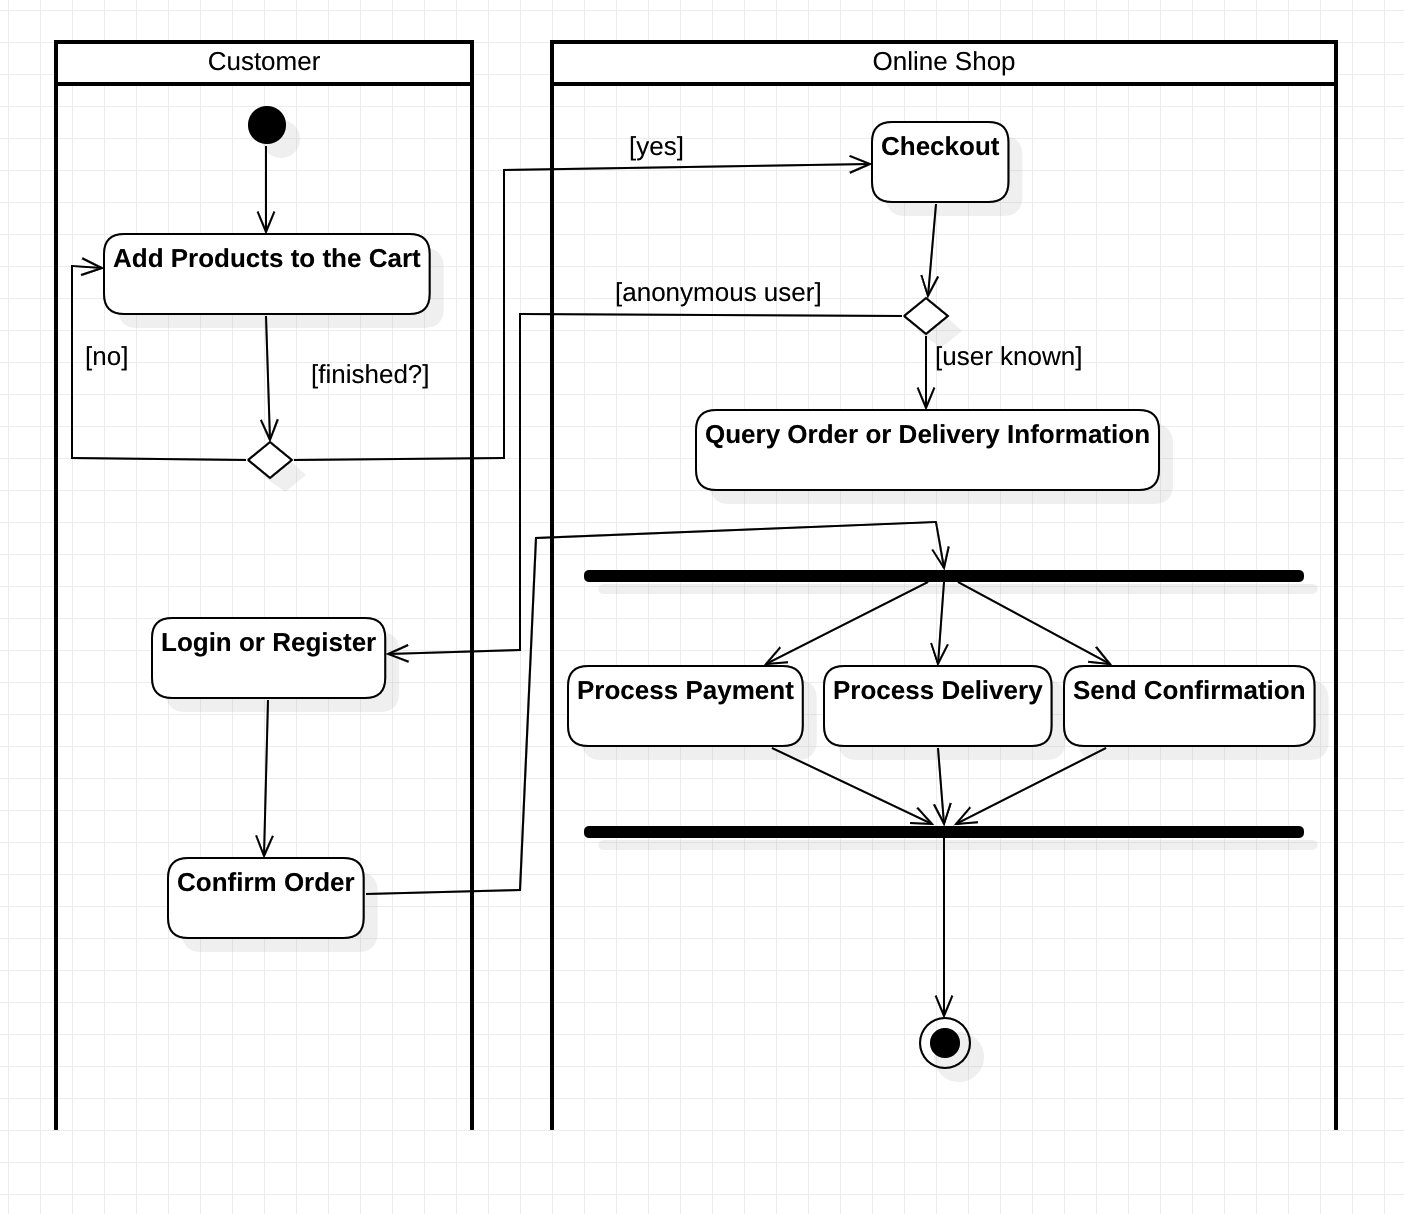 Customer
Online Shop
[yes]
Checkout
Add Products to the Cart
[anonymous user]
[no]
[finished?]
[user known]
Query Order or Delivery Information
Login or Register
Process Payment
Process Delivery
Send Confirmation
Confirm Order